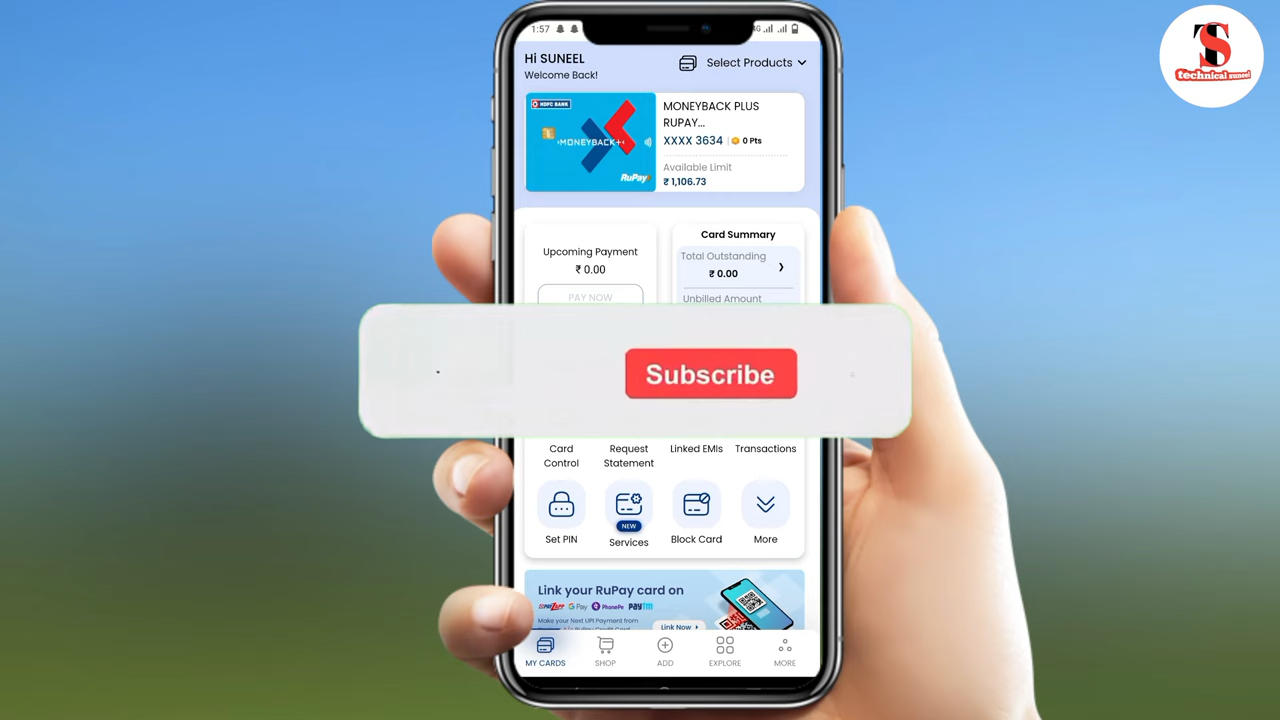 1:57
4G
TS
technical suneel
Hi SUNEEL
Welcome Back!
Select Products
HDFC BANK
MONEYBACK+
RuPay
MONEYBACK PLUS
RUPAY...
XXXX 3634 | 0 Pts
Available Limit
₹ 1,106.73
Upcoming Payment
₹ 0.00
PAY NOW
Card Summary
Total Outstanding
₹ 0.00
Unbilled Amount
Subscribe
Card
Control
Request
Statement
Linked EMIs
Transactions
Set PIN
NEW
Services
Block Card
More
Link your RuPay card on
PAYZAPP G Pay PhonePe PAYTM
Make your Next UPI Payment from
Link Now
MY CARDS
SHOP
ADD
EXPLORE
MORE